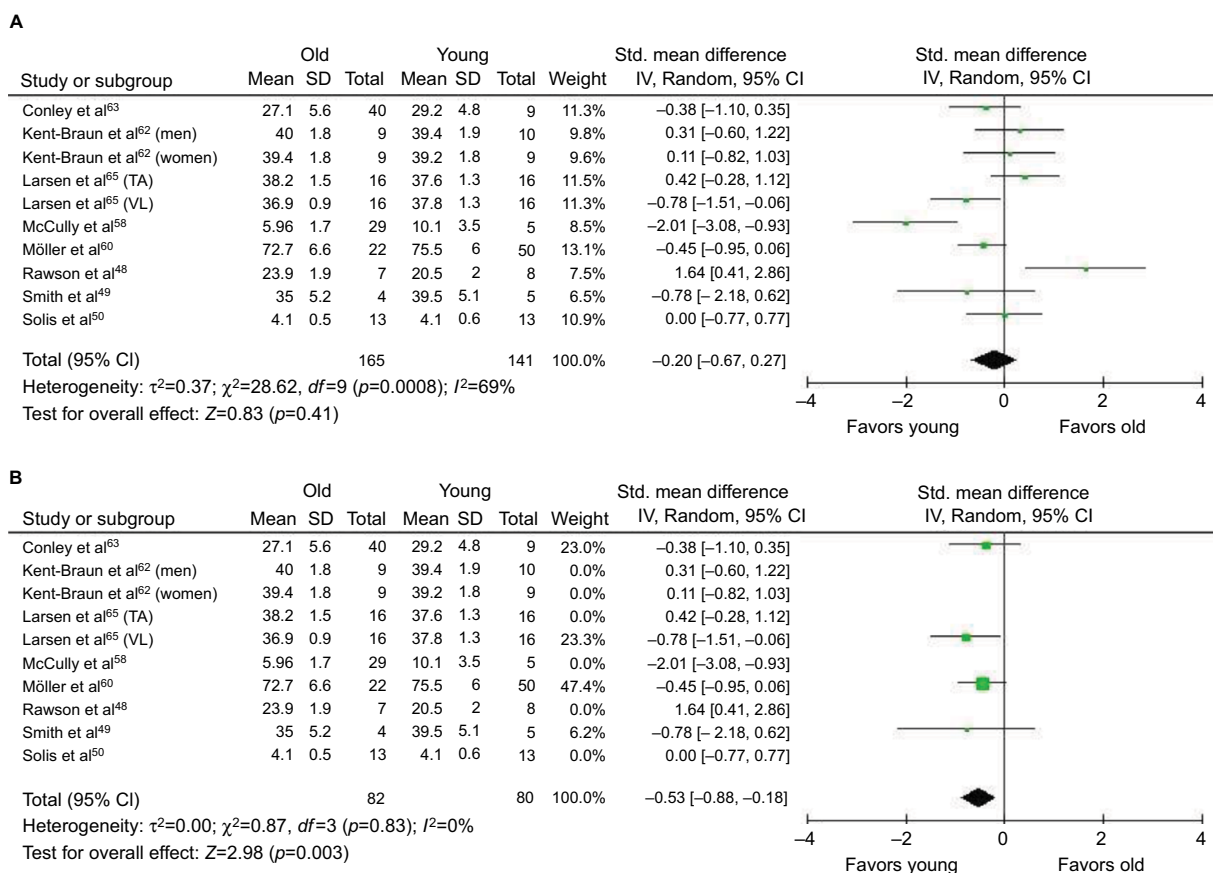 A
Old Young Std. mean difference Std. mean difference
Study or subgroup Mean SD Total Mean SD Total Weight IV, Random, 95% CI IV, Random, 95% CI
Conley et al63 27.1 5.6 40 29.2 4.8 9 11.3% –0.38 [–1.10, 0.35]
Kent-Braun et al62 (men) 40 1.8 9 39.4 1.9 10 9.8% 0.31 [–0.60, 1.22]
Kent-Braun et al62 (women) 39.4 1.8 9 39.2 1.8 9 9.6% 0.11 [–0.82, 1.03]
Larsen et al65 (TA) 38.2 1.5 16 37.6 1.3 16 11.5% 0.42 [–0.28, 1.12]
Larsen et al65 (VL) 36.9 0.9 16 37.8 1.3 16 11.3% –0.78 [–1.51, –0.06]
McCully et al58 5.96 1.7 29 10.1 3.5 5 8.5% –2.01 [–3.08, –0.93]
Möller et al60 72.7 6.6 22 75.5 6 50 13.1% –0.45 [–0.95, 0.06]
Rawson et al48 23.9 1.9 7 20.5 2 8 7.5% 1.64 [0.41, 2.86]
Smith et al49 35 5.2 4 39.5 5.1 5 6.5% –0.78 [– 2.18, 0.62]
Solis et al50 4.1 0.5 13 4.1 0.6 13 10.9% 0.00 [–0.77, 0.77]
Total (95% CI) 165 141 100.0% –0.20 [–0.67, 0.27]
Heterogeneity: τ2=0.37; χ2=28.62, df=9 (p=0.0008); I2=69%
Test for overall effect: Z=0.83 (p=0.41)
–4 –2 0 2 4
Favors young Favors old
B
Old Young Std. mean difference Std. mean difference
Study or subgroup Mean SD Total Mean SD Total Weight IV, Random, 95% CI IV, Random, 95% CI
Conley et al63 27.1 5.6 40 29.2 4.8 9 23.0% –0.38 [–1.10, 0.35]
Kent-Braun et al62 (men) 40 1.8 9 39.4 1.9 10 0.0% 0.31 [–0.60, 1.22]
Kent-Braun et al62 (women) 39.4 1.8 9 39.2 1.8 9 0.0% 0.11 [–0.82, 1.03]
Larsen et al65 (TA) 38.2 1.5 16 37.6 1.3 16 0.0% 0.42 [–0.28, 1.12]
Larsen et al65 (VL) 36.9 0.9 16 37.8 1.3 16 23.3% –0.78 [–1.51, –0.06]
McCully et al58 5.96 1.7 29 10.1 3.5 5 0.0% –2.01 [–3.08, –0.93]
Möller et al60 72.7 6.6 22 75.5 6 50 47.4% –0.45 [–0.95, 0.06]
Rawson et al48 23.9 1.9 7 20.5 2 8 0.0% 1.64 [0.41, 2.86]
Smith et al49 35 5.2 4 39.5 5.1 5 6.2% –0.78 [– 2.18, 0.62]
Solis et al50 4.1 0.5 13 4.1 0.6 13 0.0% 0.00 [–0.77, 0.77]
Total (95% CI) 82 80 100.0% –0.53 [–0.88, –0.18]
Heterogeneity: τ2=0.00; χ2=0.87, df=3 (p=0.83); I2=0%
Test for overall effect: Z=2.98 (p=0.003)
–4 –2 0 2 4
Favors young Favors old